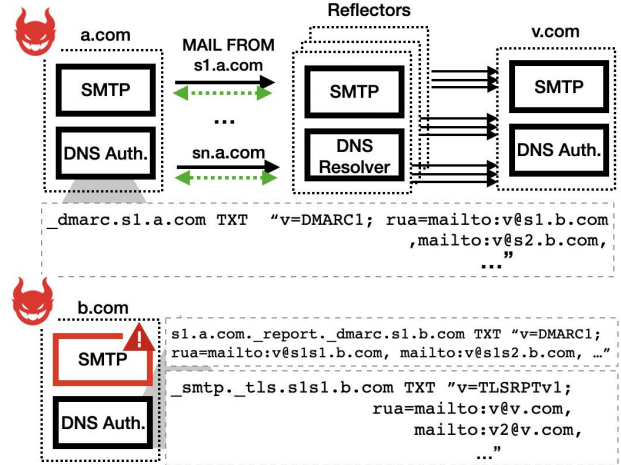 Reflectors
a.com
v.com
MAIL FROM
s1.a.com
SMTP
SMTP
SMTP
...
DNS Auth.
sn.a.com
DNS
Resolver
DNS Auth.
_dmarc.s1.a.com TXT “v=DMARC1; rua=mailto:v@s1.b.com
,mailto:v@s2.b.com,
...”
b.com
!
SMTP
DNS Auth.
s1.a.com._report._dmarc.s1.b.com TXT “v=DMARC1;
rua=mailto:v@s1s1.b.com, mailto:v@s1s2.b.com, …”
_smtp._tls.s1s1.b.com TXT ”v=TLSRPTv1;
rua=mailto:v@v.com,
mailto:v2@v.com,
...”